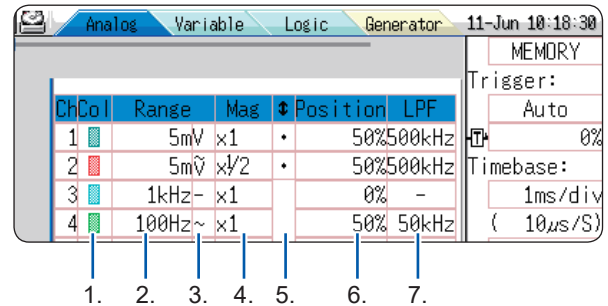 Analog Variable Logic Generator 11-Jun 10:18:30
MEMORY
Trigger:
Ch Col Range Mag ↕ Position LPF Auto
1 5mV x1 • 50% 500kHz T 0%
2 5mṼ x1/2 • 50% 500kHz Timebase:
3 1kHz- x1 0% - 1ms/div
4 100Hz~ x1 50% 50kHz ( 10µs/S)
1. 2. 3. 4. 5. 6. 7.